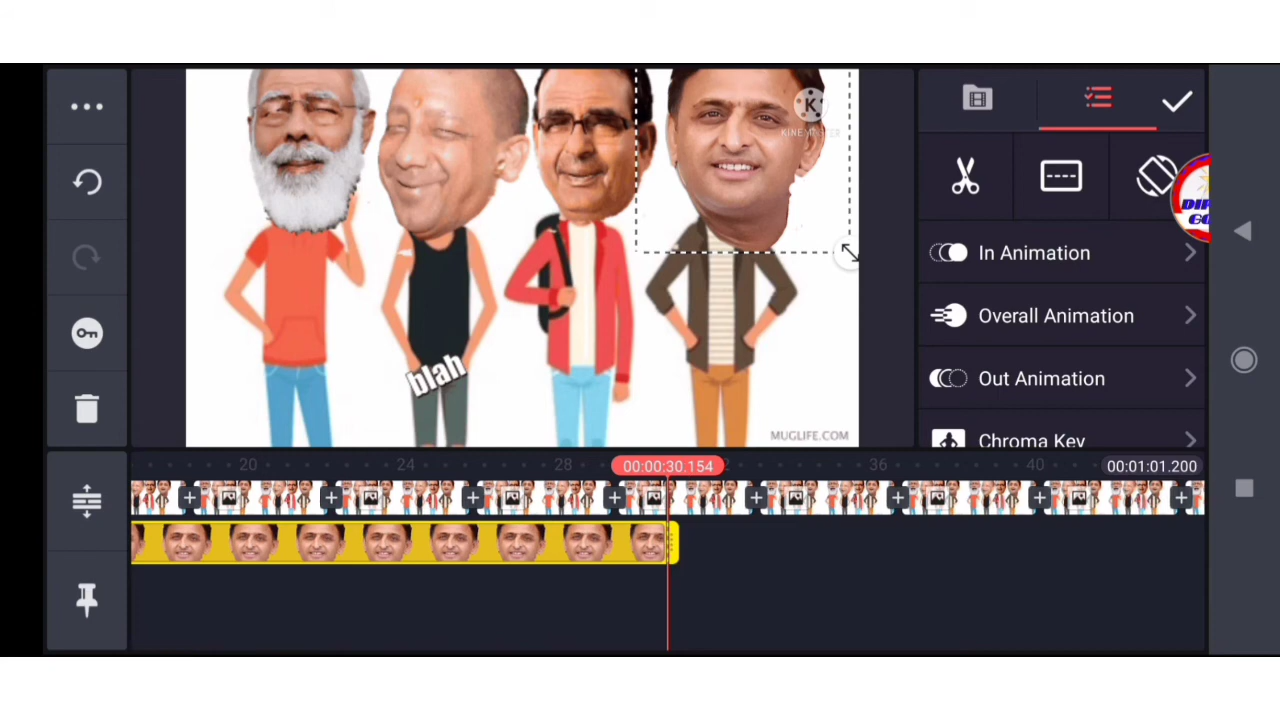 K
KINEMASTER
blah
MUGLIFE.COM
In Animation
Overall Animation
Out Animation
Chroma Key
20
24
28
00:00:30.154
36
40
00:01:01.200